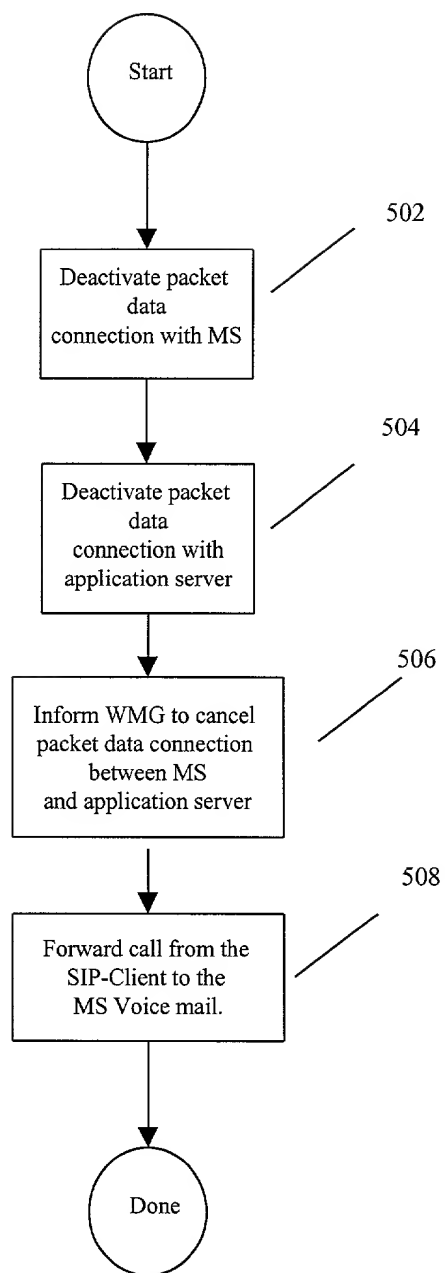 Start
502
Deactivate packet
data
connection with MS
504
Deactivate packet
data
connection with
application server
506
Inform WMG to cancel
packet data connection
between MS
and application server
508
Forward call from the
SIP-Client to the
MS Voice mail.
Done